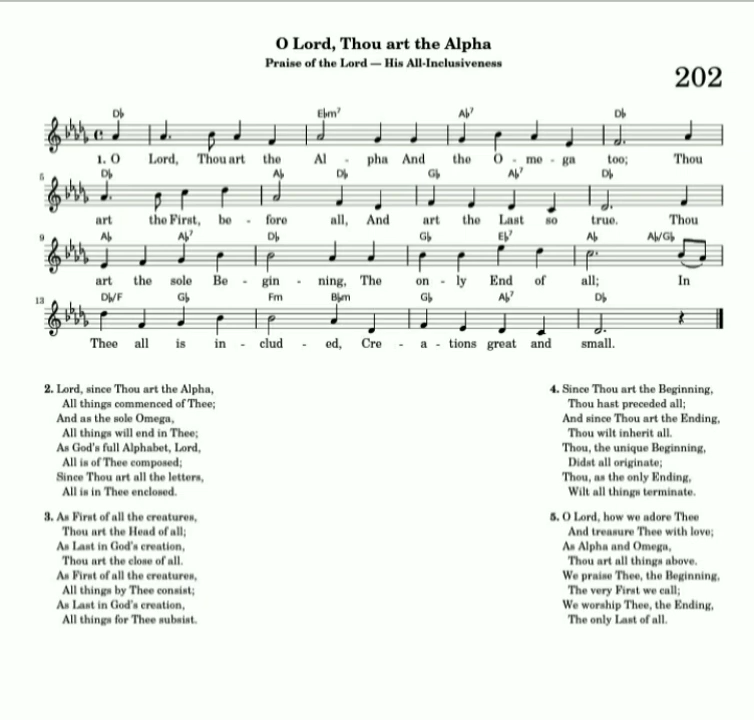 O Lord, Thou art the Alpha
Praise of the Lord — His All-Inclusiveness
202
D♭ E♭m7 A♭7 D♭
1. O Lord, Thou art the Al - pha And the O - me - ga too; Thou
5
D♭ A♭ D♭ G♭ A♭7 D♭
art the First, be - fore all, And art the Last so true. Thou
9
A♭ A♭7 D♭ G♭ E♭7 A♭ A♭/G♭
art the sole Be - gin - ning, The on - ly End of all; In
13
D♭/F G♭ Fm B♭m G♭ A♭7 D♭
Thee all is in - clud - ed, Cre - a - tions great and small.
2. Lord, since Thou art the Alpha,
All things commenced of Thee;
And as the sole Omega,
All things will end in Thee;
As God's full Alphabet, Lord,
All is of Thee composed;
Since Thou art all the letters,
All is in Thee enclosed.
3. As First of all the creatures,
Thou art the Head of all;
As Last in God's creation,
Thou art the close of all.
As First of all the creatures,
All things by Thee consist;
As Last in God's creation,
All things for Thee subsist.
4. Since Thou art the Beginning,
Thou hast preceded all;
And since Thou art the Ending,
Thou wilt inherit all.
Thou, the unique Beginning,
Didst all originate;
Thou, as the only Ending,
Wilt all things terminate.
5. O Lord, how we adore Thee
And treasure Thee with love;
As Alpha and Omega,
Thou art all things above.
We praise Thee, the Beginning,
The very First we call;
We worship Thee, the Ending,
The only Last of all.